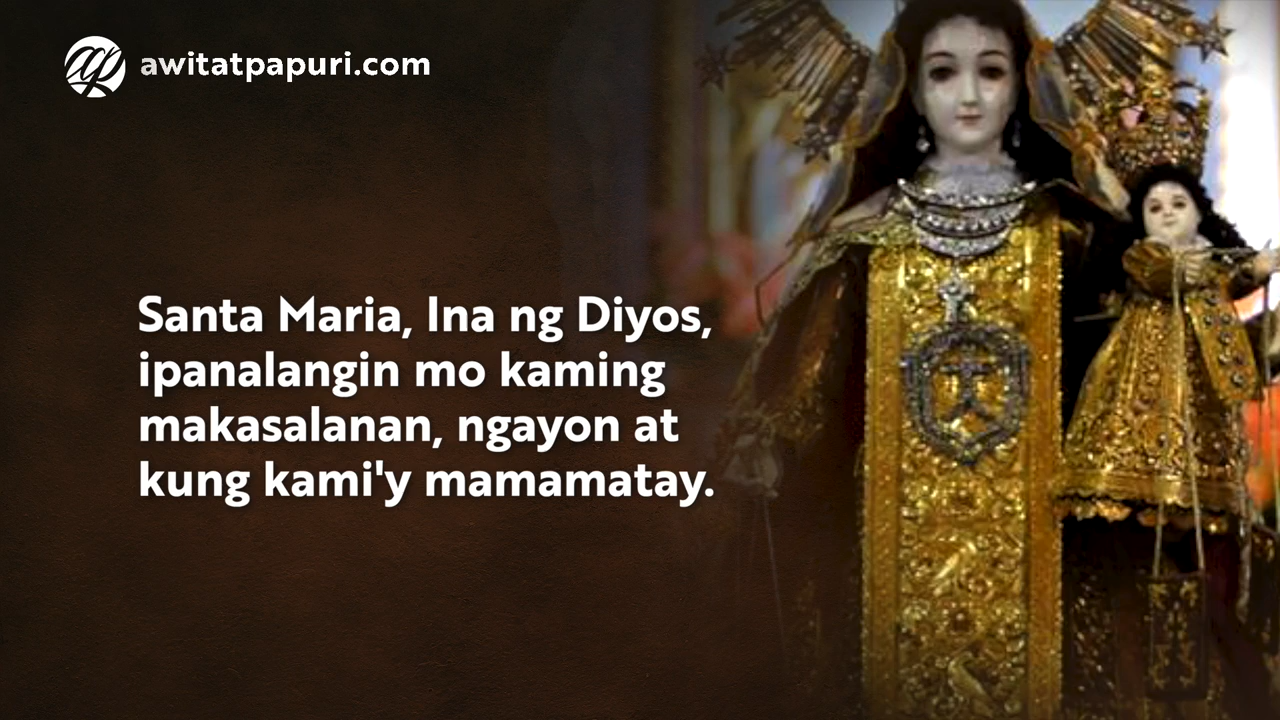 awitatpapuri.com
Santa Maria, Ina ng Diyos,
ipanalangin mo kaming
makasalanan, ngayon at
kung kami'y mamamatay.